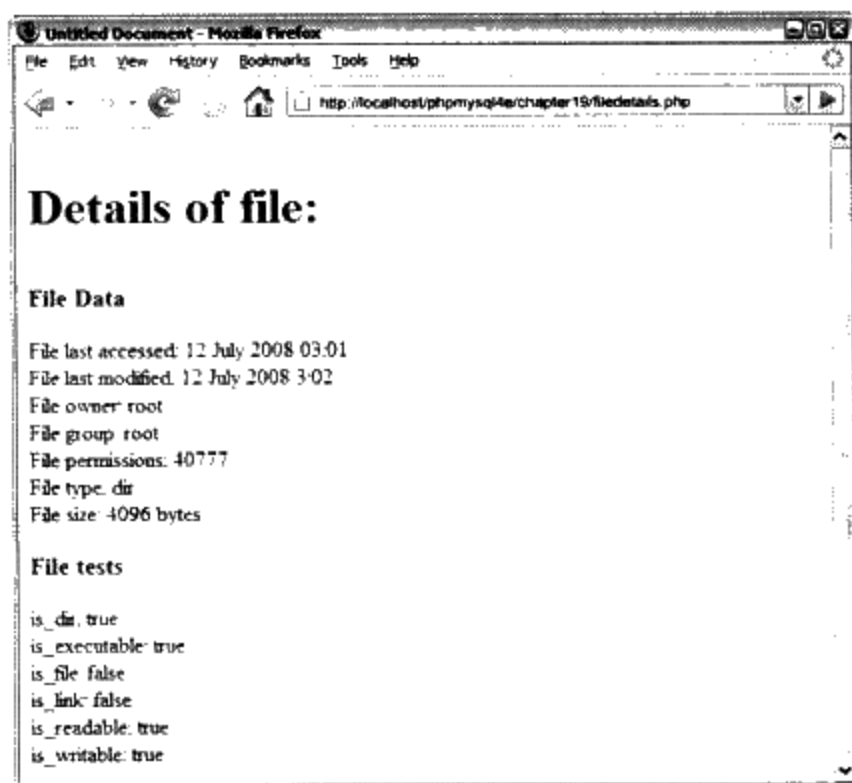 Untitled Document - Mozilla Firefox
File Edit View History Bookmarks Tools Help
http://localhost/phpmysql4e/chapter19/filedetails.php
Details of file:
File Data
File last accessed: 12 July 2008 03:01
File last modified: 12 July 2008 3:02
File owner: root
File group: root
File permissions: 40777
File type: dir
File size: 4096 bytes
File tests
is_dir: true
is_executable: true
is_file: false
is_link: false
is_readable: true
is_writable: true